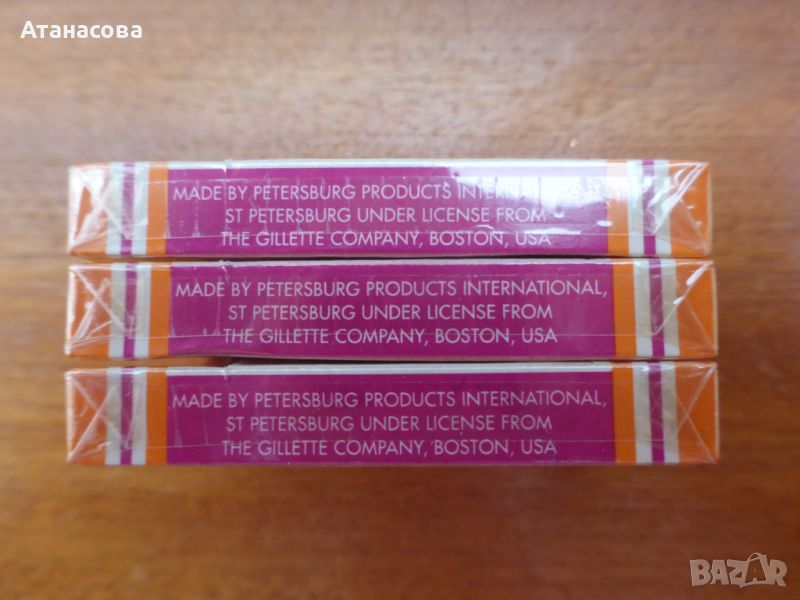 Атанасова
MADE BY PETERSBURG PRODUCTS
ST PETERSBURG UNDER LICENSE FROM
THE GILLETTE COMPANY, BOSTON, USA
MADE BY PETERSBURG PRODUCTS INTERNATIONAL,
ST PETERSBURG UNDER LICENSE FROM
THE GILLETTE COMPANY, BOSTON, USA
MADE BY PETERSBURG PRODUCTS INTERNATIONAL,
ST PETERSBURG UNDER LICENSE FROM
THE GILLETTE COMPANY, BOSTON, USA
BAZAR